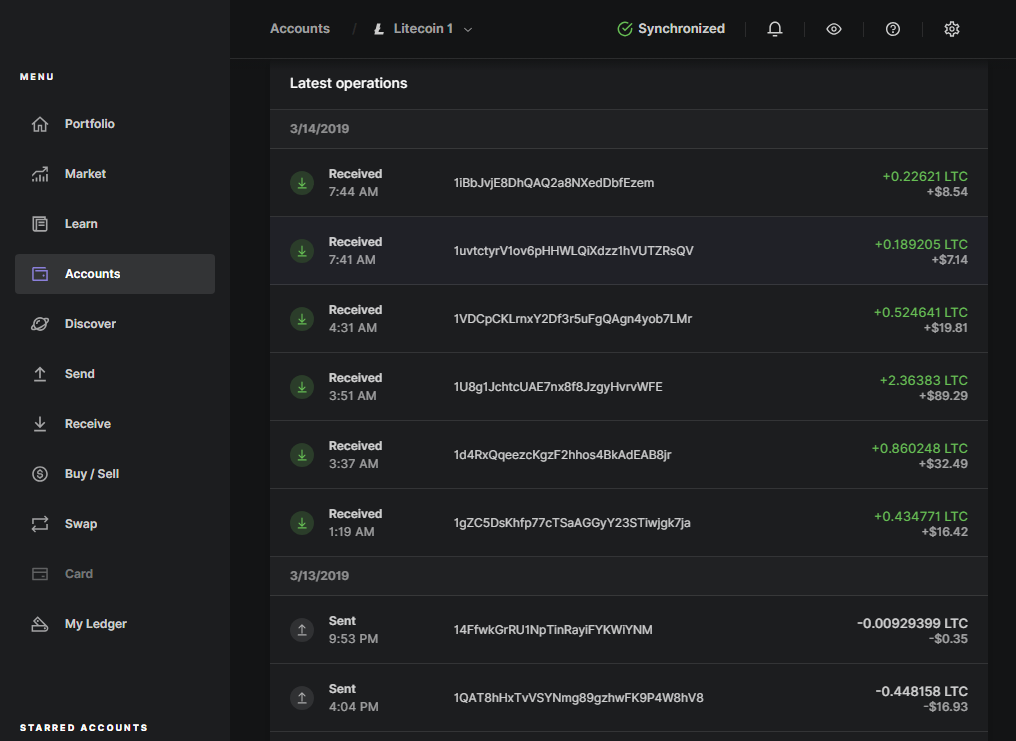 Accounts / Litecoin 1
Synchronized
MENU
Portfolio
Market
Learn
Accounts
Discover
Send
Receive
Buy / Sell
Swap
Card
My Ledger
STARRED ACCOUNTS
Latest operations
3/14/2019
Received 1iBbJvjE8DhQAQ2a8NXedDbfEzem +0.22621 LTC
7:44 AM +$8.54
Received 1uvtctyrV1ov6pHHWLQiXdzz1hVUTZRsQV +0.189205 LTC
7:41 AM +$7.14
Received 1VDCpCKLrnxY2Df3r5uFgQAgn4yob7LMr +0.524641 LTC
4:31 AM +$19.81
Received 1U8g1JchtcUAE7nx8f8JzgyHvrvWFE +2.36383 LTC
3:51 AM +$89.29
Received 1d4RxQqeezcKgzF2hhos4BkAdEAB8jr +0.860248 LTC
3:37 AM +$32.49
Received 1gZC5DsKhfp77cTSaAGGyY23STiwjgk7ja +0.434771 LTC
1:19 AM +$16.42
3/13/2019
Sent 14FfwkGrRU1NpTinRayiFYKWiYNM -0.00929399 LTC
9:53 PM -$0.35
Sent 1QAT8hHxTvVSYNmg89gzhwFK9P4W8hV8 -0.448158 LTC
4:04 PM -$16.93